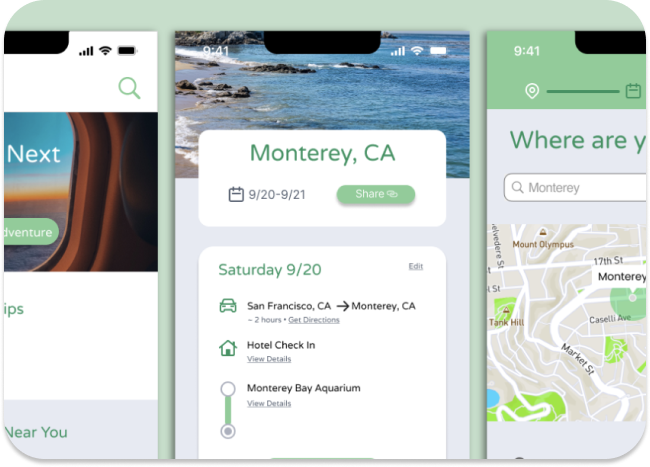 Next
dventure
ips
Near You
9:41
Monterey, CA
9/20-9/21
Share
Saturday 9/20
Edit
San Francisco, CA → Monterey, CA
~ 2 hours • Get Directions
Hotel Check In
View Details
Monterey Bay Aquarium
View Details
9:41
Where are y
Monterey
Mount Olympus
17th St
Monterey
Tank Hill
Caselli Ave
Market St